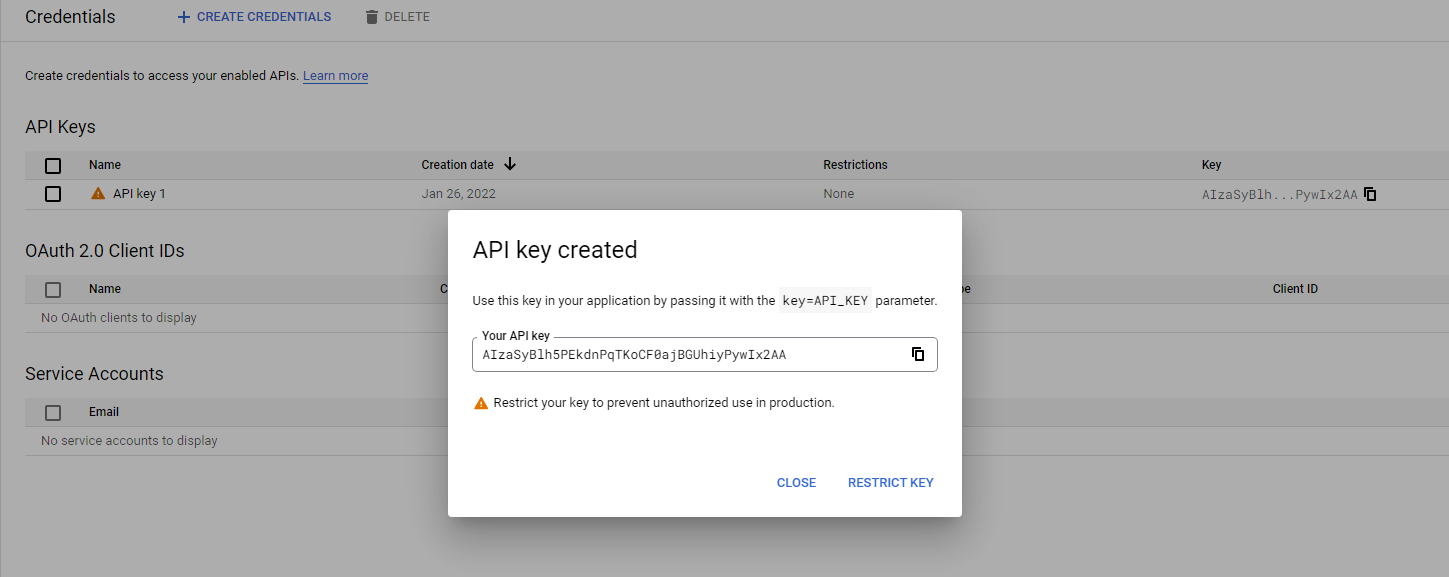 Credentials
CREATE CREDENTIALS
DELETE
Create credentials to access your enabled APIs. Learn more
API Keys
Name Creation date Restrictions Key
API key 1 Jan 26, 2022 None AIzaSyBlh...PywIx2AA
OAuth 2.0 Client IDs
Name C pe Client ID
No OAuth clients to display
Service Accounts
Email
No service accounts to display
API key created
Use this key in your application by passing it with the key=API_KEY parameter.
Your API key
AIzaSyBlh5PEkdnPqTKoCF0ajBGUhiyPywIx2AA
Restrict your key to prevent unauthorized use in production.
CLOSE RESTRICT KEY